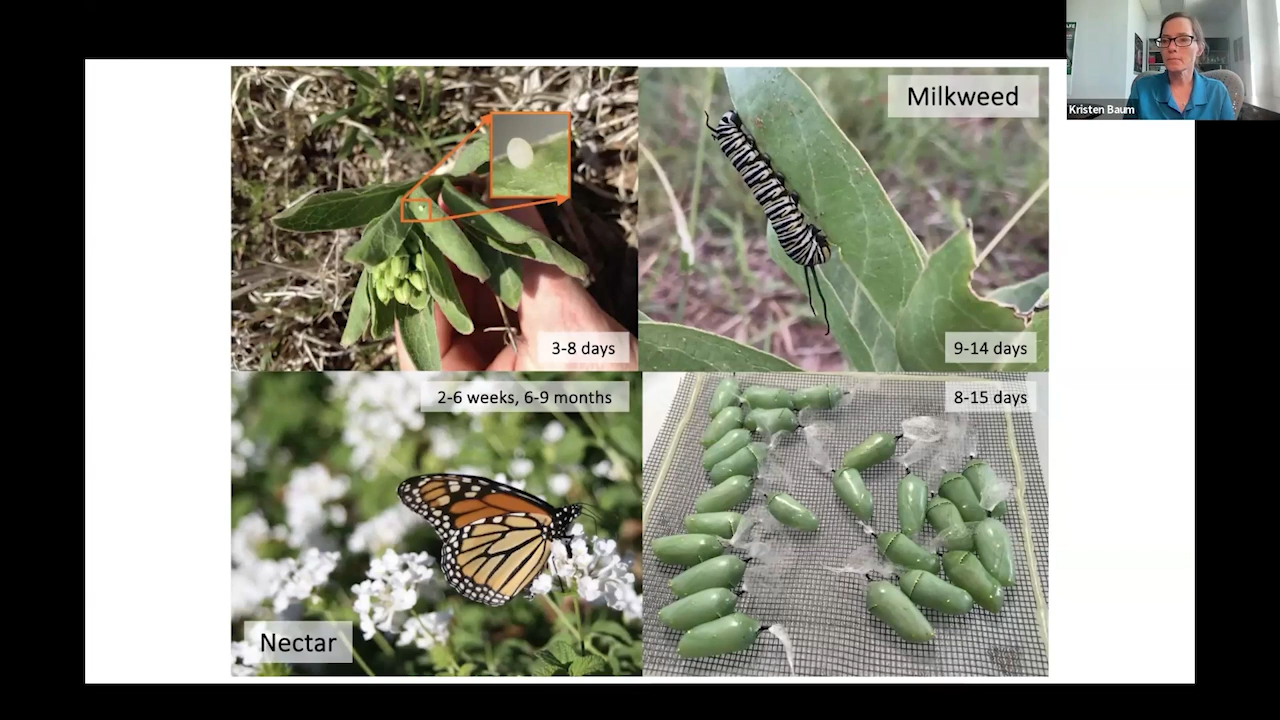 Kristen Baum
Milkweed
3-8 days
9-14 days
2-6 weeks, 6-9 months
8-15 days
Nectar